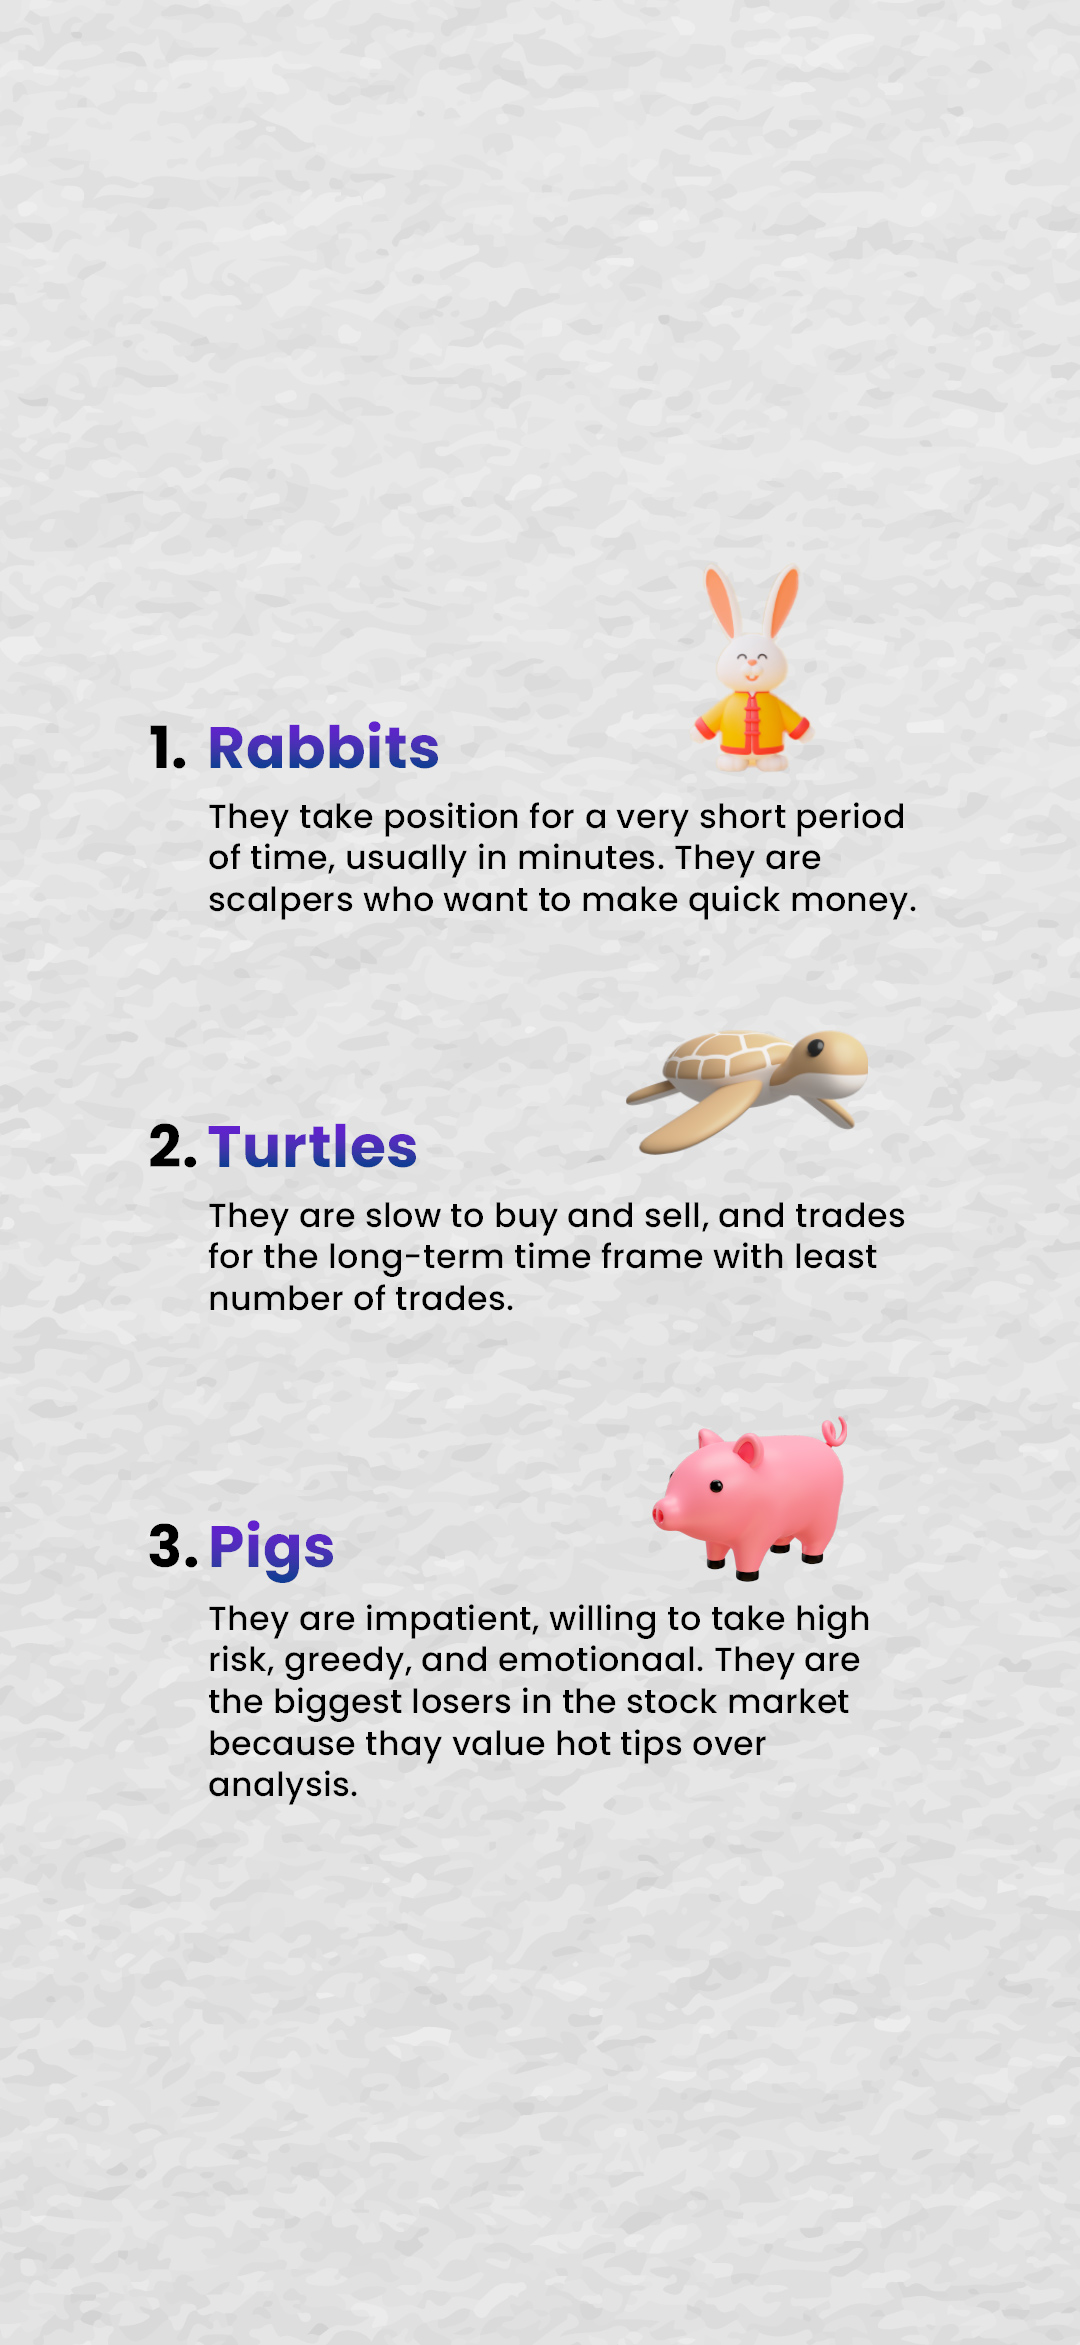 1. Rabbits
They take position for a very short period
of time, usually in minutes. They are
scalpers who want to make quick money.
2. Turtles
They are slow to buy and sell, and trades
for the long-term time frame with least
number of trades.
3. Pigs
They are impatient, willing to take high
risk, greedy, and emotionaal. They are
the biggest losers in the stock market
because thay value hot tips over
analysis.